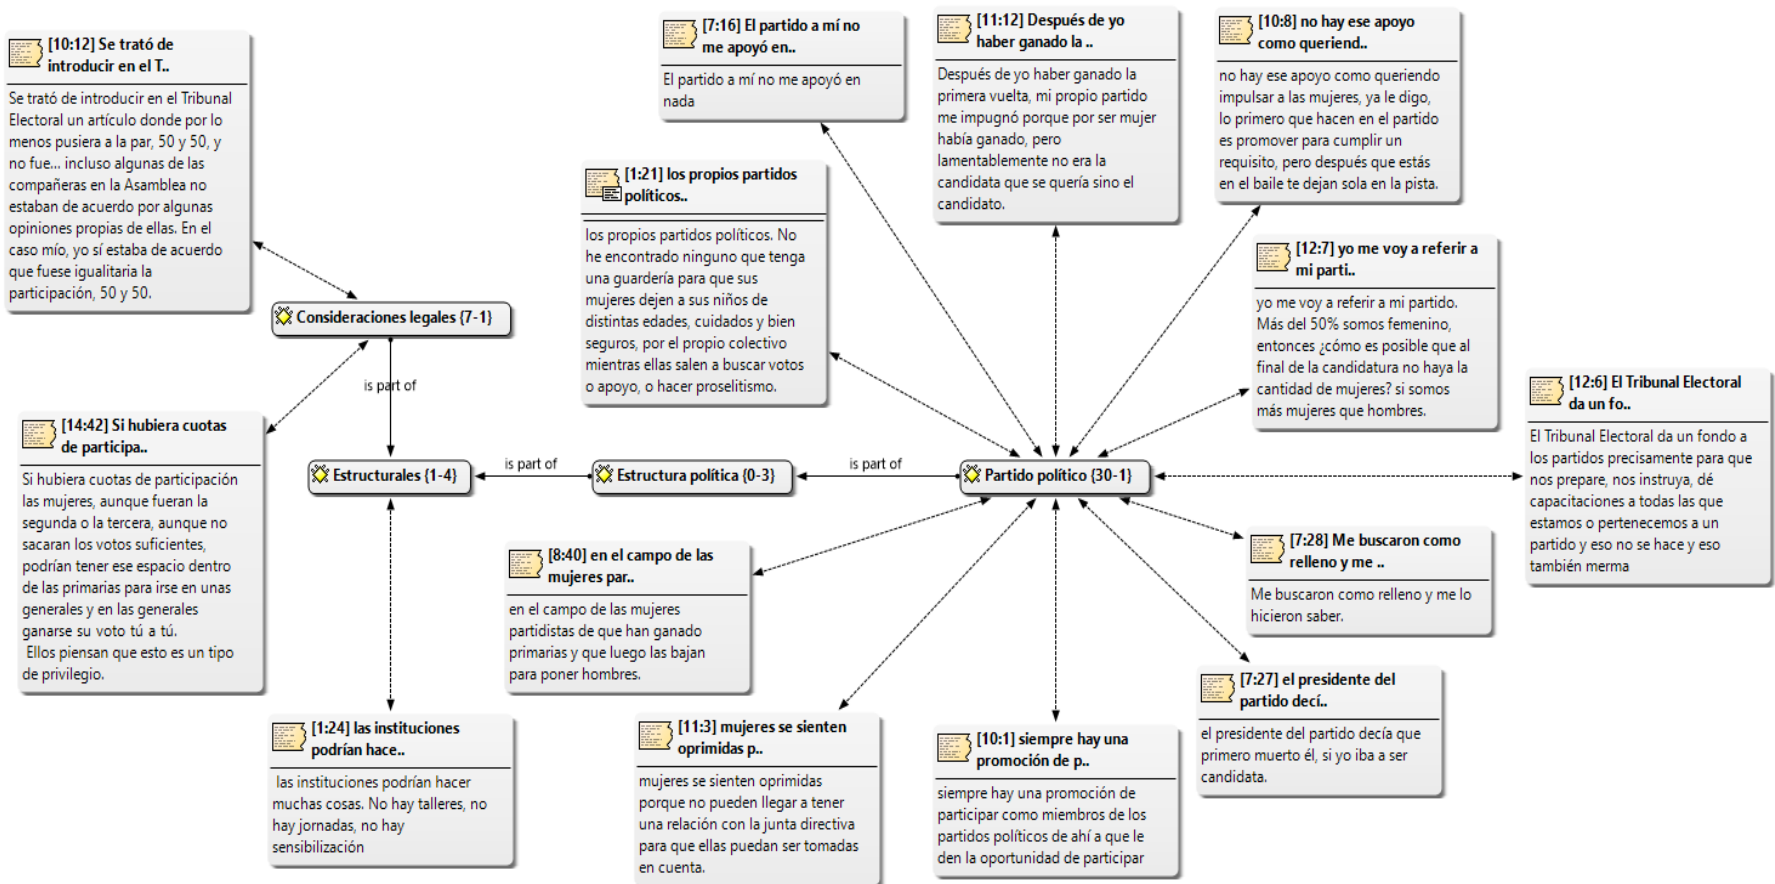 [10:12] Se trató de
introducir en el T..
Se trató de introducir en el Tribunal
Electoral un artículo donde por lo
menos pusiera a la par, 50 y 50, y
no fue... incluso algunas de las
compañeras en la Asamblea no
estaban de acuerdo por algunas
opiniones propias de ellas. En el
caso mío, yo sí estaba de acuerdo
que fuese igualitaria la
participación, 50 y 50.
[7:16] El partido a mí no
me apoyó en..
El partido a mí no me apoyó en
nada
[11:12] Después de yo
haber ganado la ..
Después de yo haber ganado la
primera vuelta, mi propio partido
me impugnó porque por ser mujer
había ganado, pero
lamentablemente no era la
candidata que se quería sino el
candidato.
[10:8] no hay ese apoyo
como queriend..
no hay ese apoyo como queriendo
impulsar a las mujeres, ya le digo,
lo primero que hacen en el partido
es promover para cumplir un
requisito, pero después que estás
en el baile te dejan sola en la pista.
[1:21] los propios partidos
políticos..
los propios partidos políticos. No
he encontrado ninguno que tenga
una guardería para que sus
mujeres dejen a sus niños de
distintas edades, cuidados y bien
seguros, por el propio colectivo
mientras ellas salen a buscar votos
o apoyo, o hacer proselitismo.
[12:7] yo me voy a referir a
mi parti..
yo me voy a referir a mi partido.
Más del 50% somos femenino,
entonces ¿cómo es posible que al
final de la candidatura no haya la
cantidad de mujeres? si somos
más mujeres que hombres.
Consideraciones legales {7-1}
is part of
[12:6] El Tribunal Electoral
da un fo..
El Tribunal Electoral da un fondo a
los partidos precisamente para que
nos prepare, nos instruya, dé
capacitaciones a todas las que
estamos o pertenecemos a un
partido y eso no se hace y eso
también merma
[14:42] Si hubiera cuotas
de participa..
Si hubiera cuotas de participación
las mujeres, aunque fueran la
segunda o la tercera, aunque no
sacaran los votos suficientes,
podrían tener ese espacio dentro
de las primarias para irse en unas
generales y en las generales
ganarse su voto tú a tú.
Ellos piensan que esto es un tipo
de privilegio.
Estructurales {1-4}
is part of
Estructura política {0-3}
is part of
Partido político {30-1}
[8:40] en el campo de las
mujeres par..
en el campo de las mujeres
partidistas de que han ganado
primarias y que luego las bajan
para poner hombres.
[7:28] Me buscaron como
relleno y me ..
Me buscaron como relleno y me lo
hicieron saber.
[7:27] el presidente del
partido decí..
el presidente del partido decía que
primero muerto él, si yo iba a ser
candidata.
[1:24] las instituciones
podrían hace..
las instituciones podrían hacer
muchas cosas. No hay talleres, no
hay jornadas, no hay
sensibilización
[11:3] mujeres se sienten
oprimidas p..
mujeres se sienten oprimidas
porque no pueden llegar a tener
una relación con la junta directiva
para que ellas puedan ser tomadas
en cuenta.
[10:1] siempre hay una
promoción de p..
siempre hay una promoción de
participar como miembros de los
partidos políticos de ahí a que le
den la oportunidad de participar